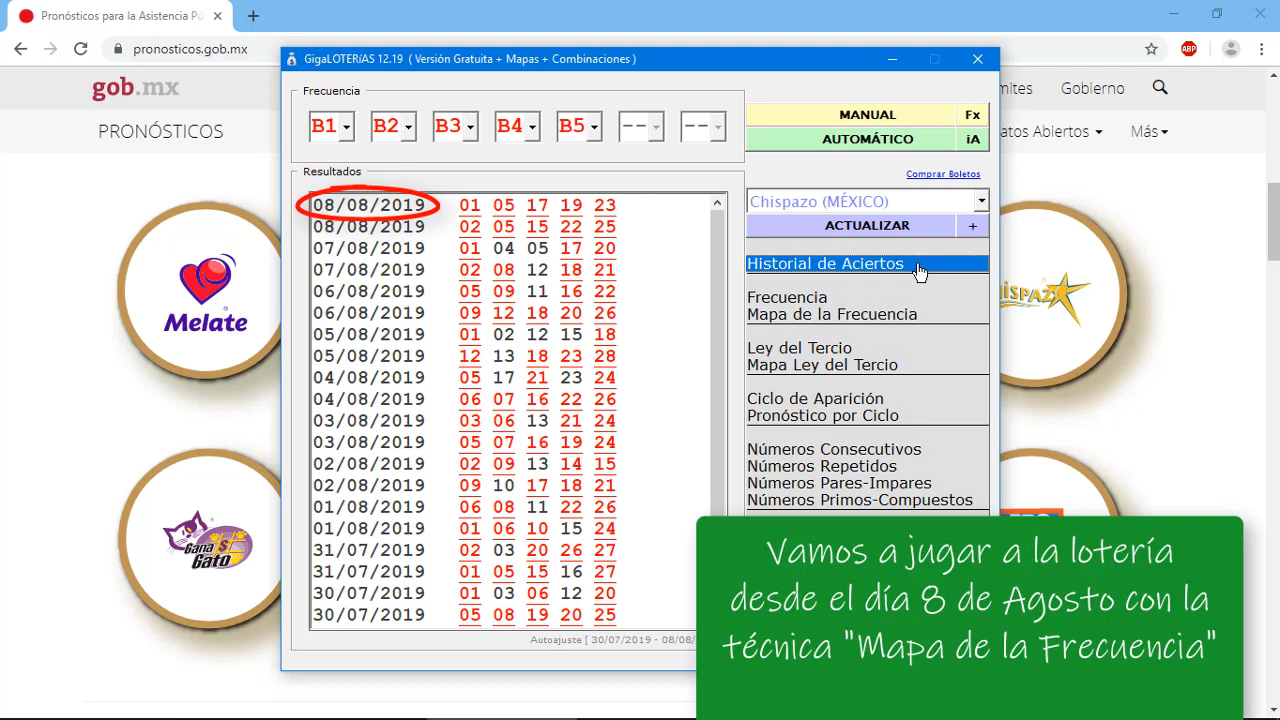 Pronósticos para la Asistencia Pú
pronosticos.gob.mx
ABP
gob.mx
mites
Gobierno
PRONÓSTICOS
atos Abiertos
Más
GigaLOTERíAS 12.19 ( Versión Gratuita + Mapas + Combinaciones )
Frecuencia
B1 B2 B3 B4 B5 -- --
MANUAL Fx
AUTOMÁTICO iA
Resultados
Comprar Boletos
Chispazo (MÉXICO)
ACTUALIZAR +
08/08/2019 01 05 17 19 23
08/08/2019 02 05 15 22 25
07/08/2019 01 04 05 17 20
07/08/2019 02 08 12 18 21
06/08/2019 05 09 11 16 22
06/08/2019 09 12 18 20 26
05/08/2019 01 02 12 15 18
05/08/2019 12 13 18 23 28
04/08/2019 05 17 21 23 24
04/08/2019 06 07 16 22 26
03/08/2019 03 06 13 21 24
03/08/2019 05 07 16 19 24
02/08/2019 02 09 13 14 15
02/08/2019 09 10 17 18 21
01/08/2019 06 08 11 22 26
01/08/2019 01 06 10 15 24
31/07/2019 02 03 20 26 27
31/07/2019 01 05 15 16 27
30/07/2019 01 03 06 12 20
30/07/2019 05 08 19 20 25
Autoajuste [ 30/07/2019 - 08/08/
Historial de Aciertos
Frecuencia
Mapa de la Frecuencia
Ley del Tercio
Mapa Ley del Tercio
Ciclo de Aparición
Pronóstico por Ciclo
Números Consecutivos
Números Repetidos
Números Pares-Impares
Números Primos-Compuestos
Melate
Gana Gato
HISPAZO
Vamos a jugar a la lotería
desde el día 8 de Agosto con la
técnica "Mapa de la Frecuencia"